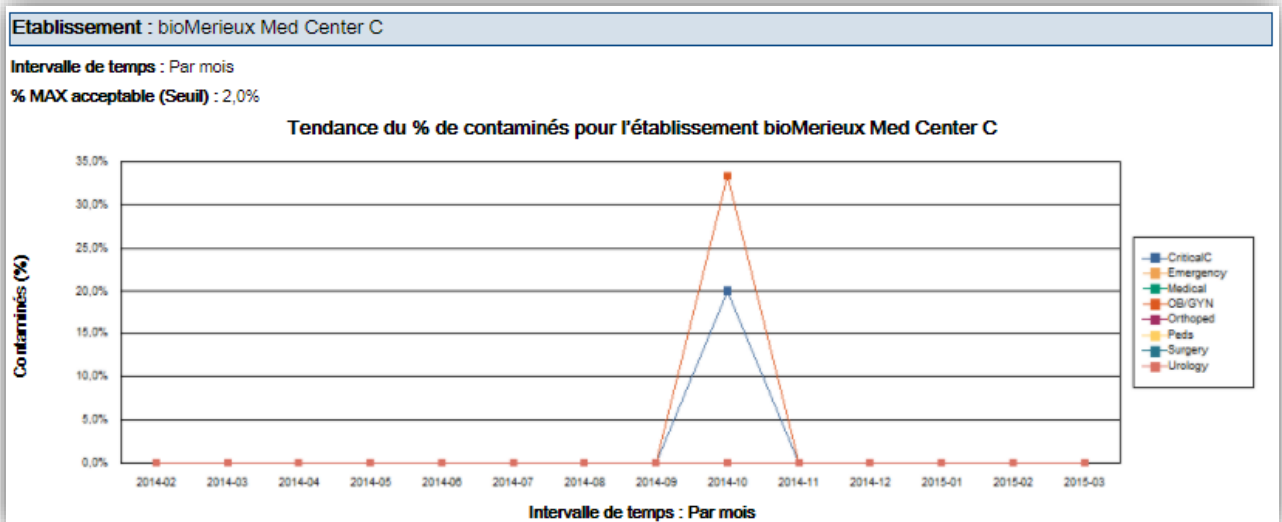 Etablissement : bioMerieux Med Center C
Intervalle de temps : Par mois
% MAX acceptable (Seuil) : 2,0%
Tendance du % de contaminés pour l'établissement bioMerieux Med Center C
Contaminés (%)
35,0%
30,0%
25,0%
20,0%
15,0%
10,0%
5,0%
0,0%
2014-02 2014-03 2014-04 2014-05 2014-06 2014-07 2014-08 2014-09 2014-10 2014-11 2014-12 2015-01 2015-02 2015-03
Intervalle de temps : Par mois
CriticalC
Emergency
Medical
OB/GYN
Orthoped
Peds
Surgery
Urology